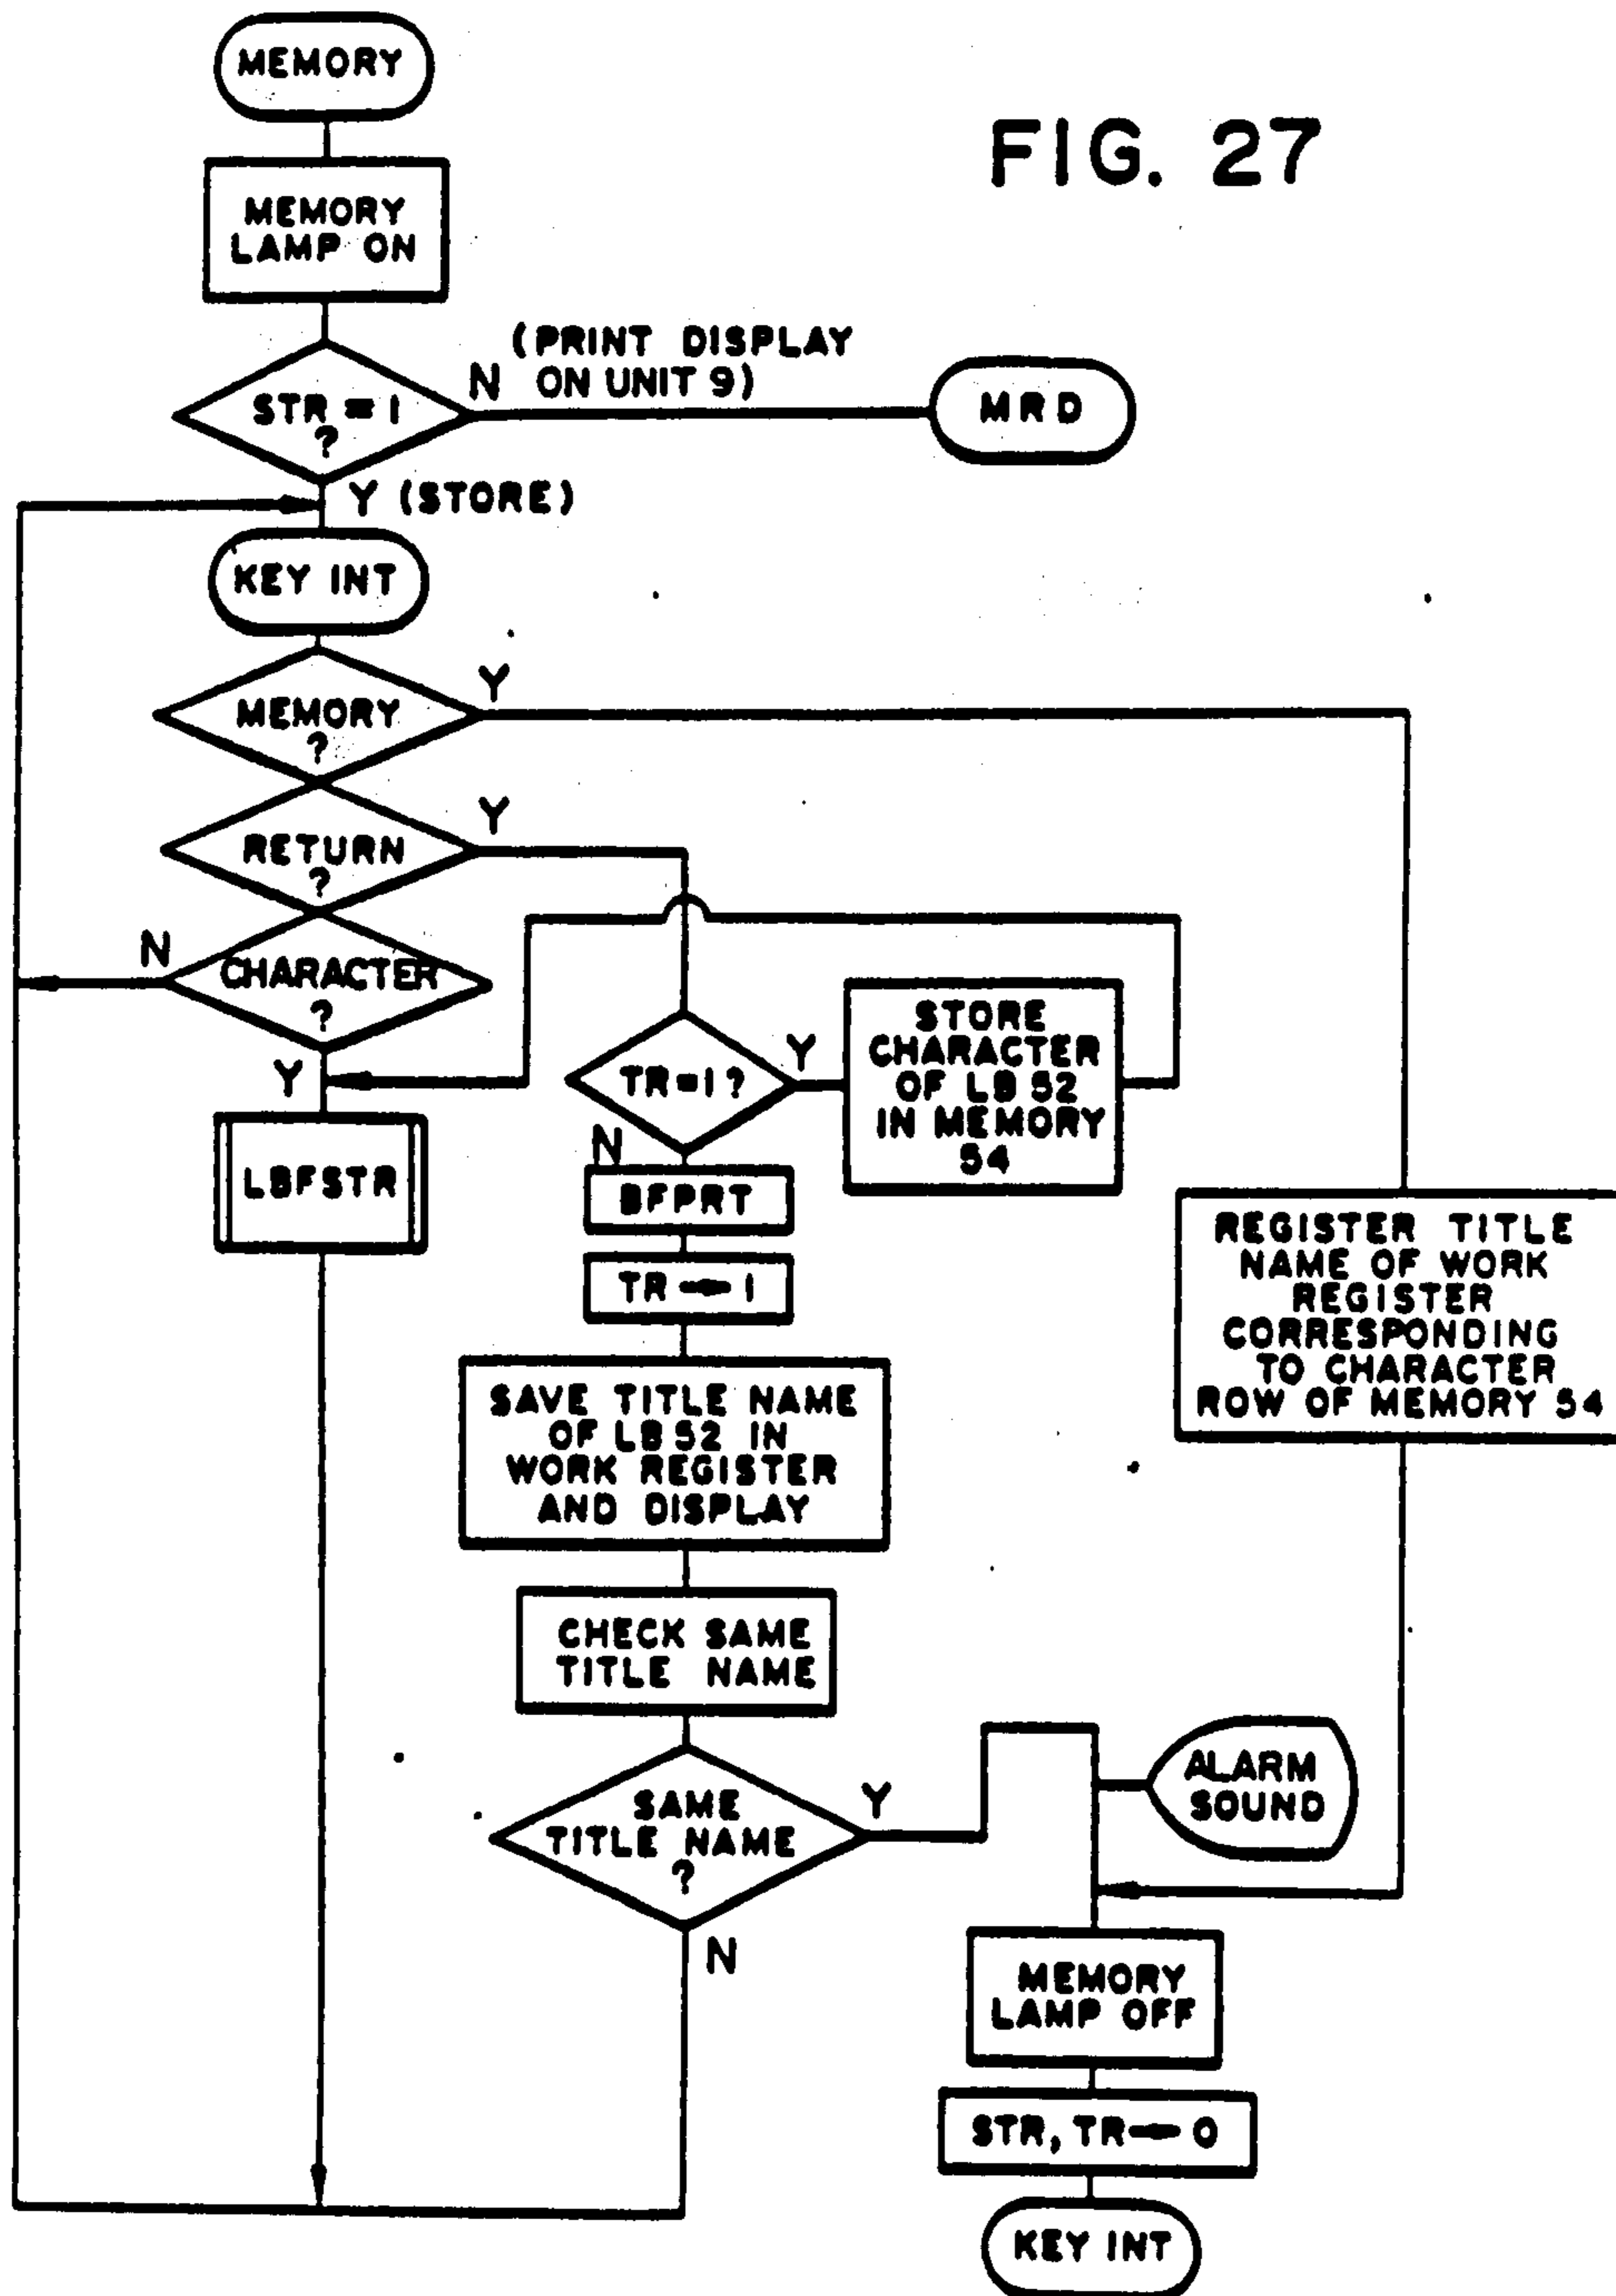 MEMORY
FIG. 27
MEMORY
LAMP ON
(PRINT DISPLAY
N ON UNIT 9)
STR = 1
?
MRD
Y (STORE)
KEY INT
Y
MEMORY
?
Y
RETURN
?
N
CHARACTER
?
Y
STORE
CHARACTER
OF LB 52
IN MEMORY
54
TR=1?
Y
N
LBFSTR
BFPRT
TR ← 1
REGISTER TITLE
NAME OF WORK
REGISTER
CORRESPONDING
TO CHARACTER
ROW OF MEMORY 54
SAVE TITLE NAME
OF LB 52 IN
WORK REGISTER
AND DISPLAY
CHECK SAME
TITLE NAME
ALARM
SOUND
SAME
TITLE NAME
?
Y
N
MEMORY
LAMP OFF
STR, TR ← 0
KEY INT